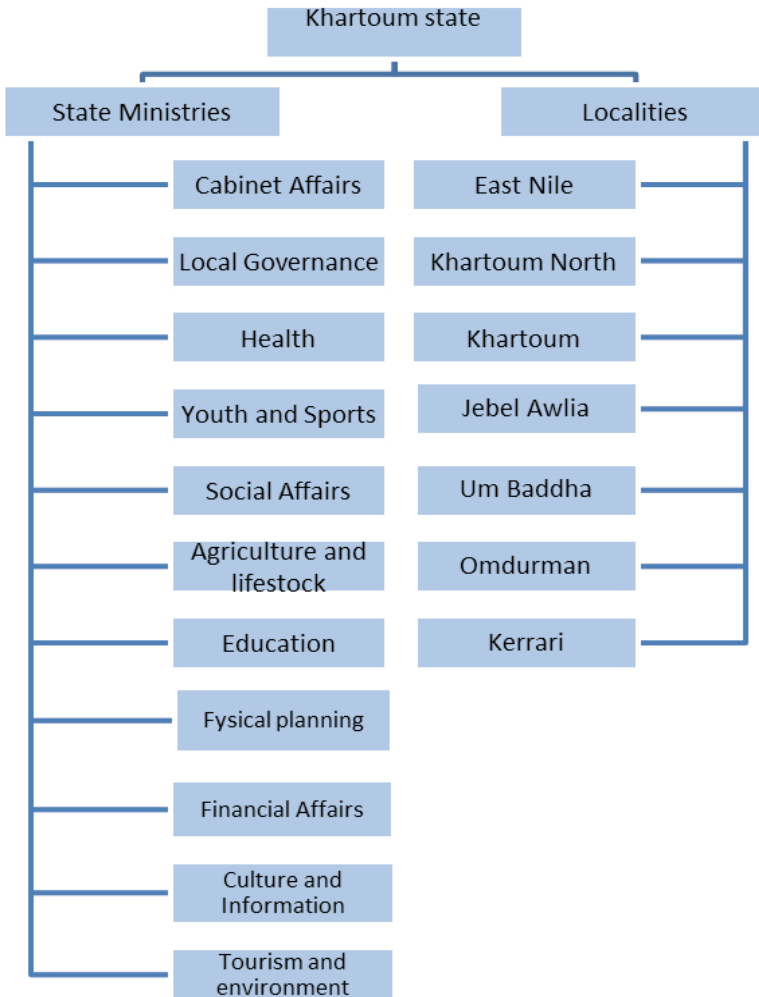 Khartoum state
State Ministries
Localities
Cabinet Affairs
East Nile
Local Governance
Khartoum North
Health
Khartoum
Youth and Sports
Jebel Awlia
Social Affairs
Um Baddha
Agriculture and
lifestock
Omdurman
Education
Kerrari
Fysical planning
Financial Affairs
Culture and
Information
Tourism and
environment